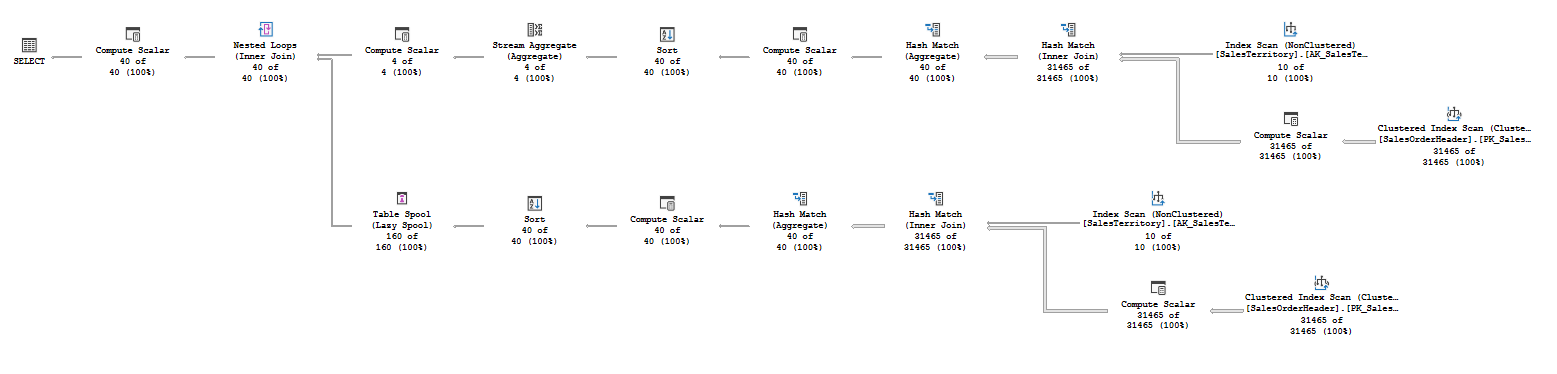 SELECT
Compute Scalar
40 of
40 (100%)
Nested Loops
(Inner Join)
40 of
40 (100%)
Compute Scalar
4 of
4 (100%)
Stream Aggregate
(Aggregate)
4 of
4 (100%)
Sort
40 of
40 (100%)
Compute Scalar
40 of
40 (100%)
Hash Match
(Aggregate)
40 of
40 (100%)
Hash Match
(Inner Join)
31465 of
31465 (100%)
Index Scan (NonClustered)
[SalesTerritory].[AK_SalesTe…
10 of
10 (100%)
Compute Scalar
31465 of
31465 (100%)
Clustered Index Scan (Cluste…
[SalesOrderHeader].[PK_Sales…
31465 of
31465 (100%)
Table Spool
(Lazy Spool)
160 of
160 (100%)
Sort
40 of
40 (100%)
Compute Scalar
40 of
40 (100%)
Hash Match
(Aggregate)
40 of
40 (100%)
Hash Match
(Inner Join)
31465 of
31465 (100%)
Index Scan (NonClustered)
[SalesTerritory].[AK_SalesTe…
10 of
10 (100%)
Compute Scalar
31465 of
31465 (100%)
Clustered Index Scan (Cluste…
[SalesOrderHeader].[PK_Sales…
31465 of
31465 (100%)